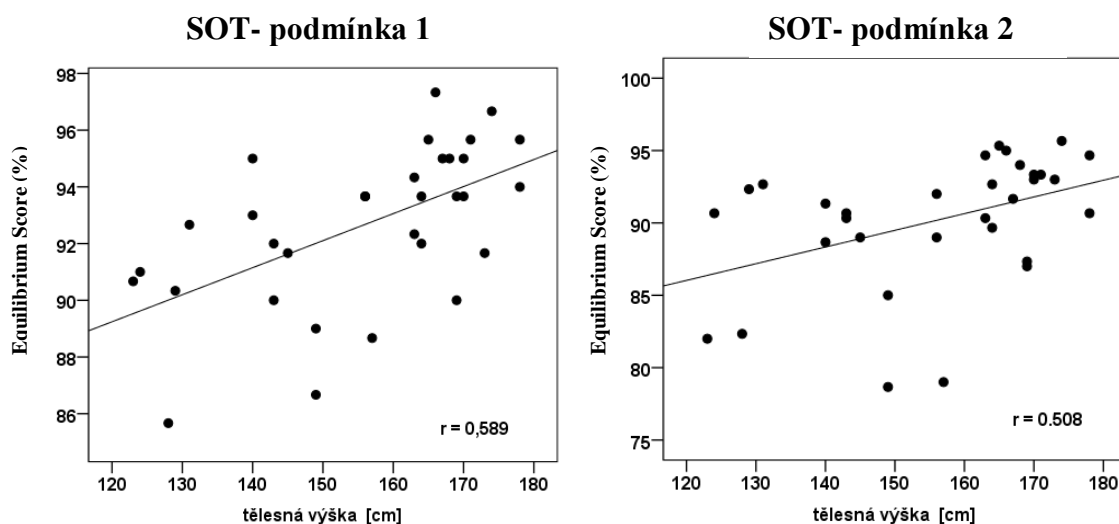 SOT- podmínka 1
98
96
94
92
90
88
86
Equilibrium Score (%)
r = 0,589
120 130 140 150 160 170 180
tělesná výška [cm]
SOT- podmínka 2
100
95
90
85
80
75
Equilibrium Score (%)
r = 0.508
120 130 140 150 160 170 180
tělesná výška [cm]